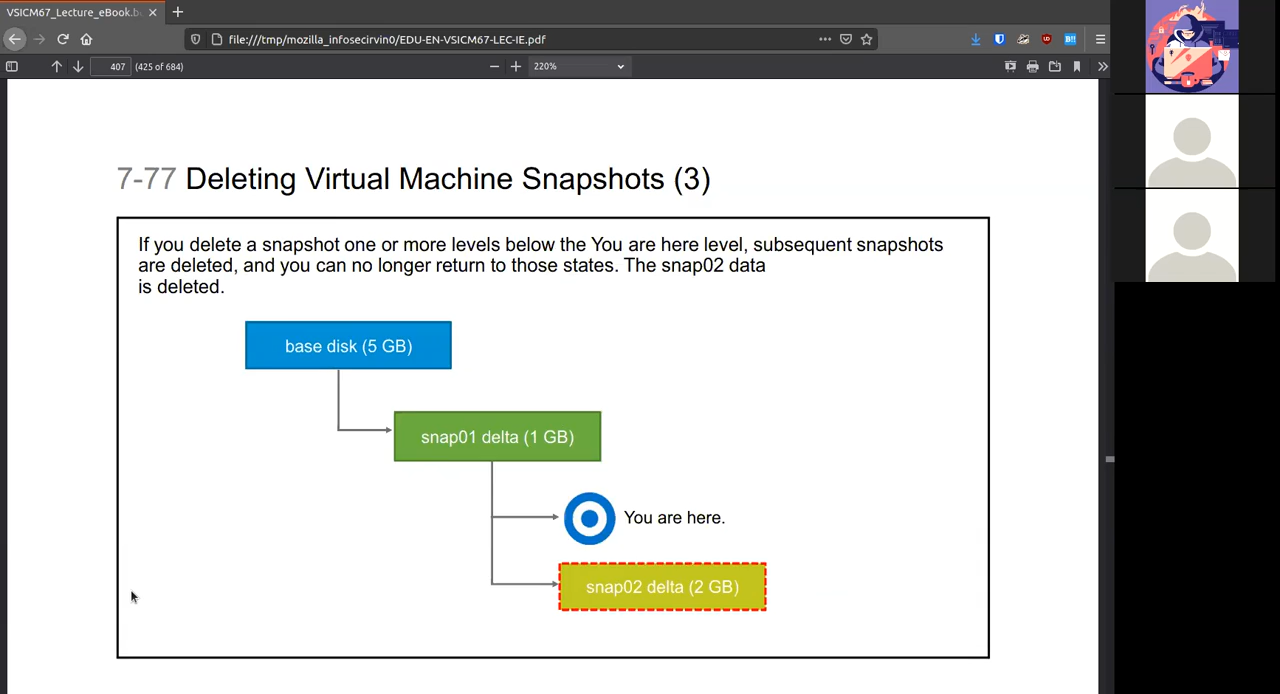 VSICM67_Lecture_eBook.b
file:///tmp/mozilla_infosecirvin0/EDU-EN-VSICM67-LEC-IE.pdf
407 (425 of 684)
220%
7-77 Deleting Virtual Machine Snapshots (3)
If you delete a snapshot one or more levels below the You are here level, subsequent snapshots
are deleted, and you can no longer return to those states. The snap02 data
is deleted.
base disk (5 GB)
snap01 delta (1 GB)
You are here.
snap02 delta (2 GB)